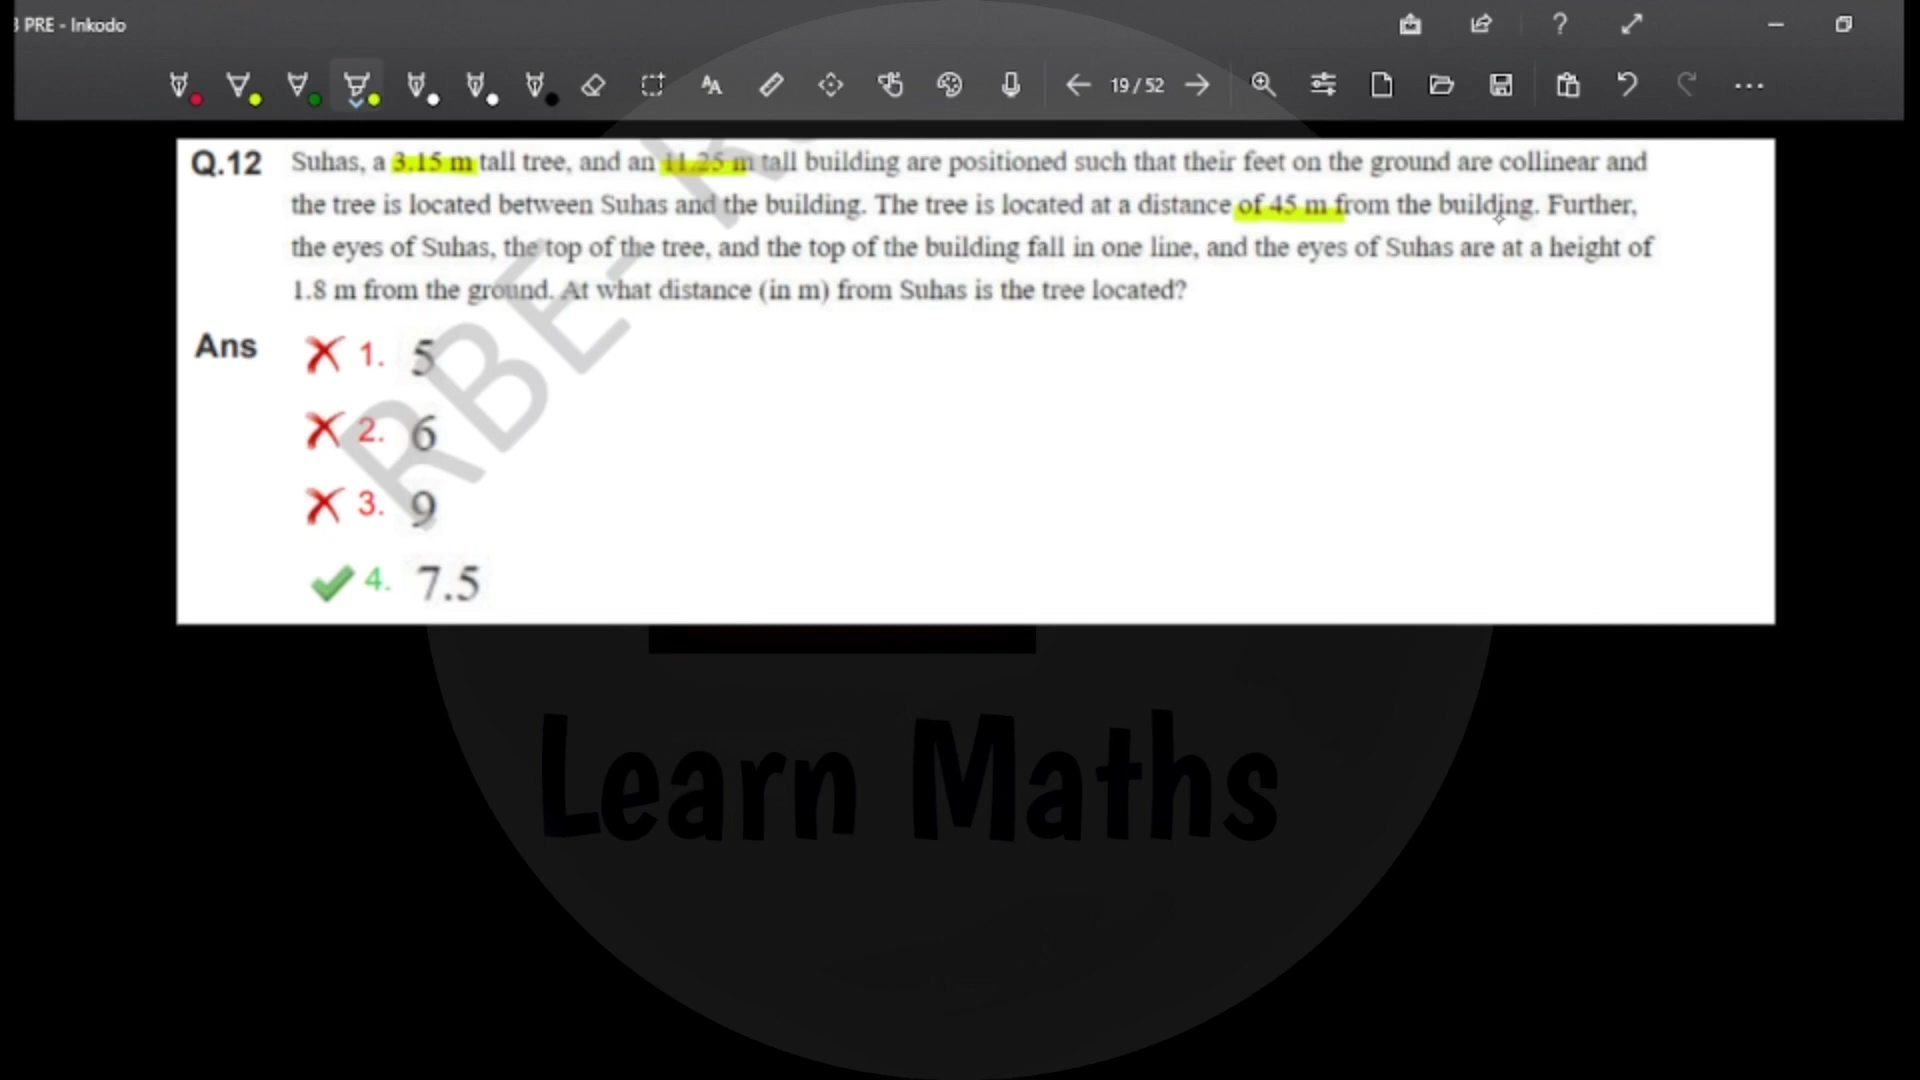 3 PRE - Inkodo
19 / 52
Q.12 Suhas, a 3.15 m tall tree, and an 11.25 m tall building are positioned such that their feet on the ground are collinear and
the tree is located between Suhas and the building. The tree is located at a distance of 45 m from the building. Further,
the eyes of Suhas, the top of the tree, and the top of the building fall in one line, and the eyes of Suhas are at a height of
1.8 m from the ground. At what distance (in m) from Suhas is the tree located?
Ans
1. 5
2. 6
3. 9
4. 7.5
RBE-
Learn Maths